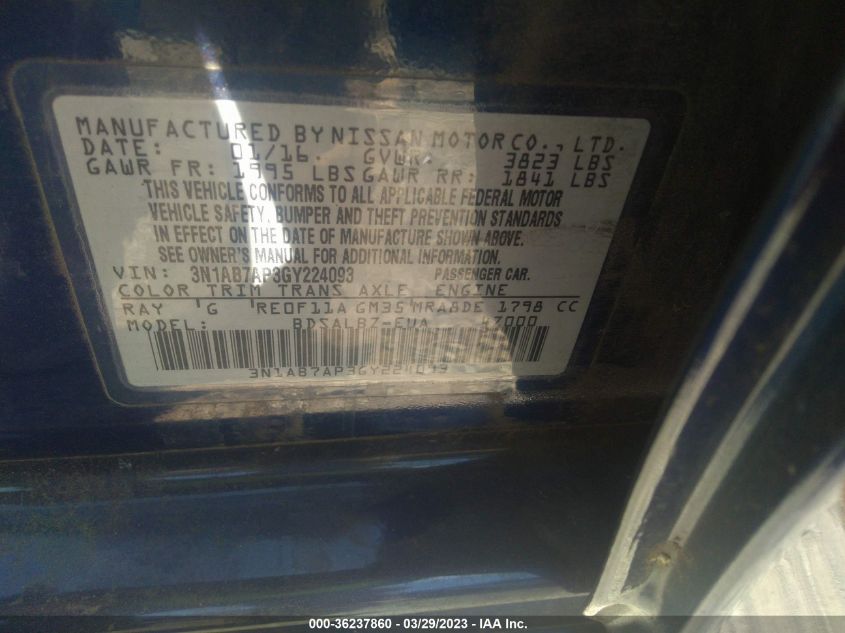 MANUFACTURED BY NISSAN MOTOR CO., LTD.
DATE: 01/16. GVWR: 3823 LBS
GAWR FR: 1995 LBS GAWR RR: 1841 LBS
THIS VEHICLE CONFORMS TO ALL APPLICABLE FEDERAL MOTOR
VEHICLE SAFETY, BUMPER AND THEFT PREVENTION STANDARDS
IN EFFECT ON THE DATE OF MANUFACTURE SHOWN ABOVE.
SEE OWNER'S MANUAL FOR ADDITIONAL INFORMATION.
VIN: 3N1AB7AP3GY224093 PASSENGER CAR.
COLOR TRIM TRANS AXLE ENGINE
RAY G RE0F11A GM35 MRA8DE 1798 CC
MODEL: BDSALBZ-EUA
3N1AB7AP3GY224093
000-36237860 - 03/29/2023 - IAA Inc.